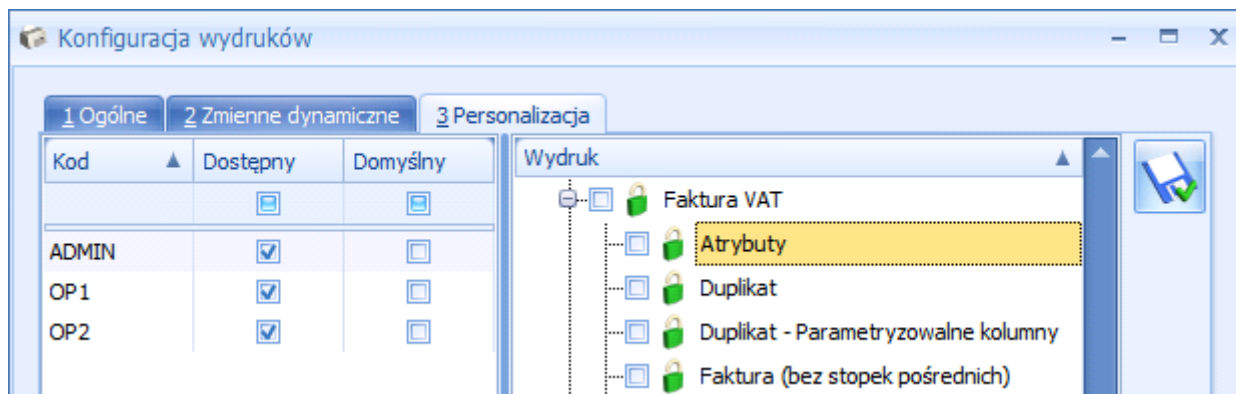 Konfiguracja wydruków
1 Ogólne 2 Zmienne dynamiczne 3 Personalizacja
Kod Dostępny Domyślny Wydruk
Faktura VAT
ADMIN Atrybuty
OP1 Duplikat
OP2 Duplikat - Parametryzowalne kolumny
Faktura (bez stopek pośrednich)